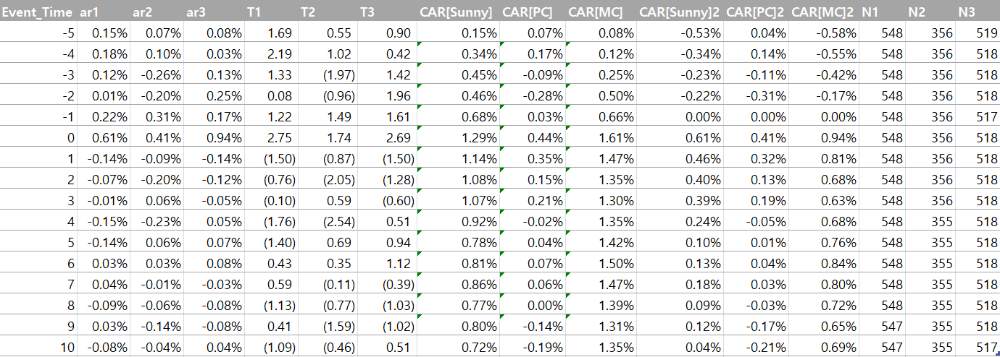 Event_Time ar1 ar2 ar3 T1 T2 T3 CAR[Sunny] CAR[PC] CAR[MC] CAR[Sunny]2 CAR[PC]2 CAR[MC]2 N1 N2 N3
-5 0.15% 0.07% 0.08% 1.69 0.55 0.90 0.15% 0.07% 0.08% -0.53% 0.04% -0.58% 548 356 519
-4 0.18% 0.10% 0.03% 2.19 1.02 0.42 0.34% 0.17% 0.12% -0.34% 0.14% -0.55% 548 356 518
-3 0.12% -0.26% 0.13% 1.33 (1.97) 1.42 0.45% -0.09% 0.25% -0.23% -0.11% -0.42% 548 356 518
-2 0.01% -0.20% 0.25% 0.08 (0.96) 1.96 0.46% -0.28% 0.50% -0.22% -0.31% -0.17% 548 356 518
-1 0.22% 0.31% 0.17% 1.22 1.49 1.61 0.68% 0.03% 0.66% 0.00% 0.00% 0.00% 548 356 517
0 0.61% 0.41% 0.94% 2.75 1.74 2.69 1.29% 0.44% 1.61% 0.61% 0.41% 0.94% 548 356 518
1 -0.14% -0.09% -0.14% (1.50) (0.87) (1.50) 1.14% 0.35% 1.47% 0.46% 0.32% 0.81% 548 356 518
2 -0.07% -0.20% -0.12% (0.76) (2.05) (1.28) 1.08% 0.15% 1.35% 0.40% 0.13% 0.68% 548 356 518
3 -0.01% 0.06% -0.05% (0.10) 0.59 (0.60) 1.07% 0.21% 1.30% 0.39% 0.19% 0.63% 548 356 518
4 -0.15% -0.23% 0.05% (1.76) (2.54) 0.51 0.92% -0.02% 1.35% 0.24% -0.05% 0.68% 548 355 518
5 -0.14% 0.06% 0.07% (1.40) 0.69 0.94 0.78% 0.04% 1.42% 0.10% 0.01% 0.76% 548 355 518
6 0.03% 0.03% 0.08% 0.43 0.35 1.12 0.81% 0.07% 1.50% 0.13% 0.04% 0.84% 548 355 518
7 0.04% -0.01% -0.03% 0.59 (0.11) (0.39) 0.86% 0.06% 1.47% 0.18% 0.03% 0.80% 548 355 518
8 -0.09% -0.06% -0.08% (1.13) (0.77) (1.03) 0.77% 0.00% 1.39% 0.09% -0.03% 0.72% 548 355 518
9 0.03% -0.14% -0.08% 0.41 (1.59) (1.02) 0.80% -0.14% 1.31% 0.12% -0.17% 0.65% 547 355 518
10 -0.08% -0.04% 0.04% (1.09) (0.46) 0.51 0.72% -0.19% 1.35% 0.04% -0.21% 0.69% 547 355 517